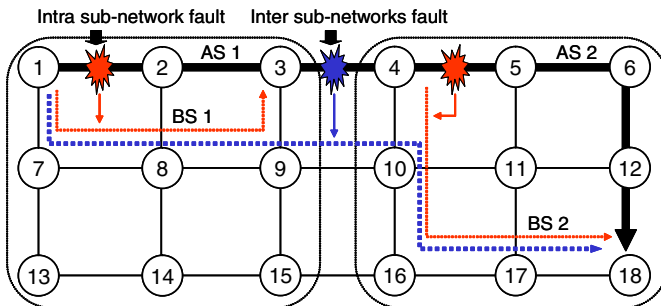 Intra sub-network fault Inter sub-networks fault
AS 1 AS 2
1 2 3 4 5 6
BS 1
7 8 9 10 11 12
BS 2
13 14 15 16 17 18